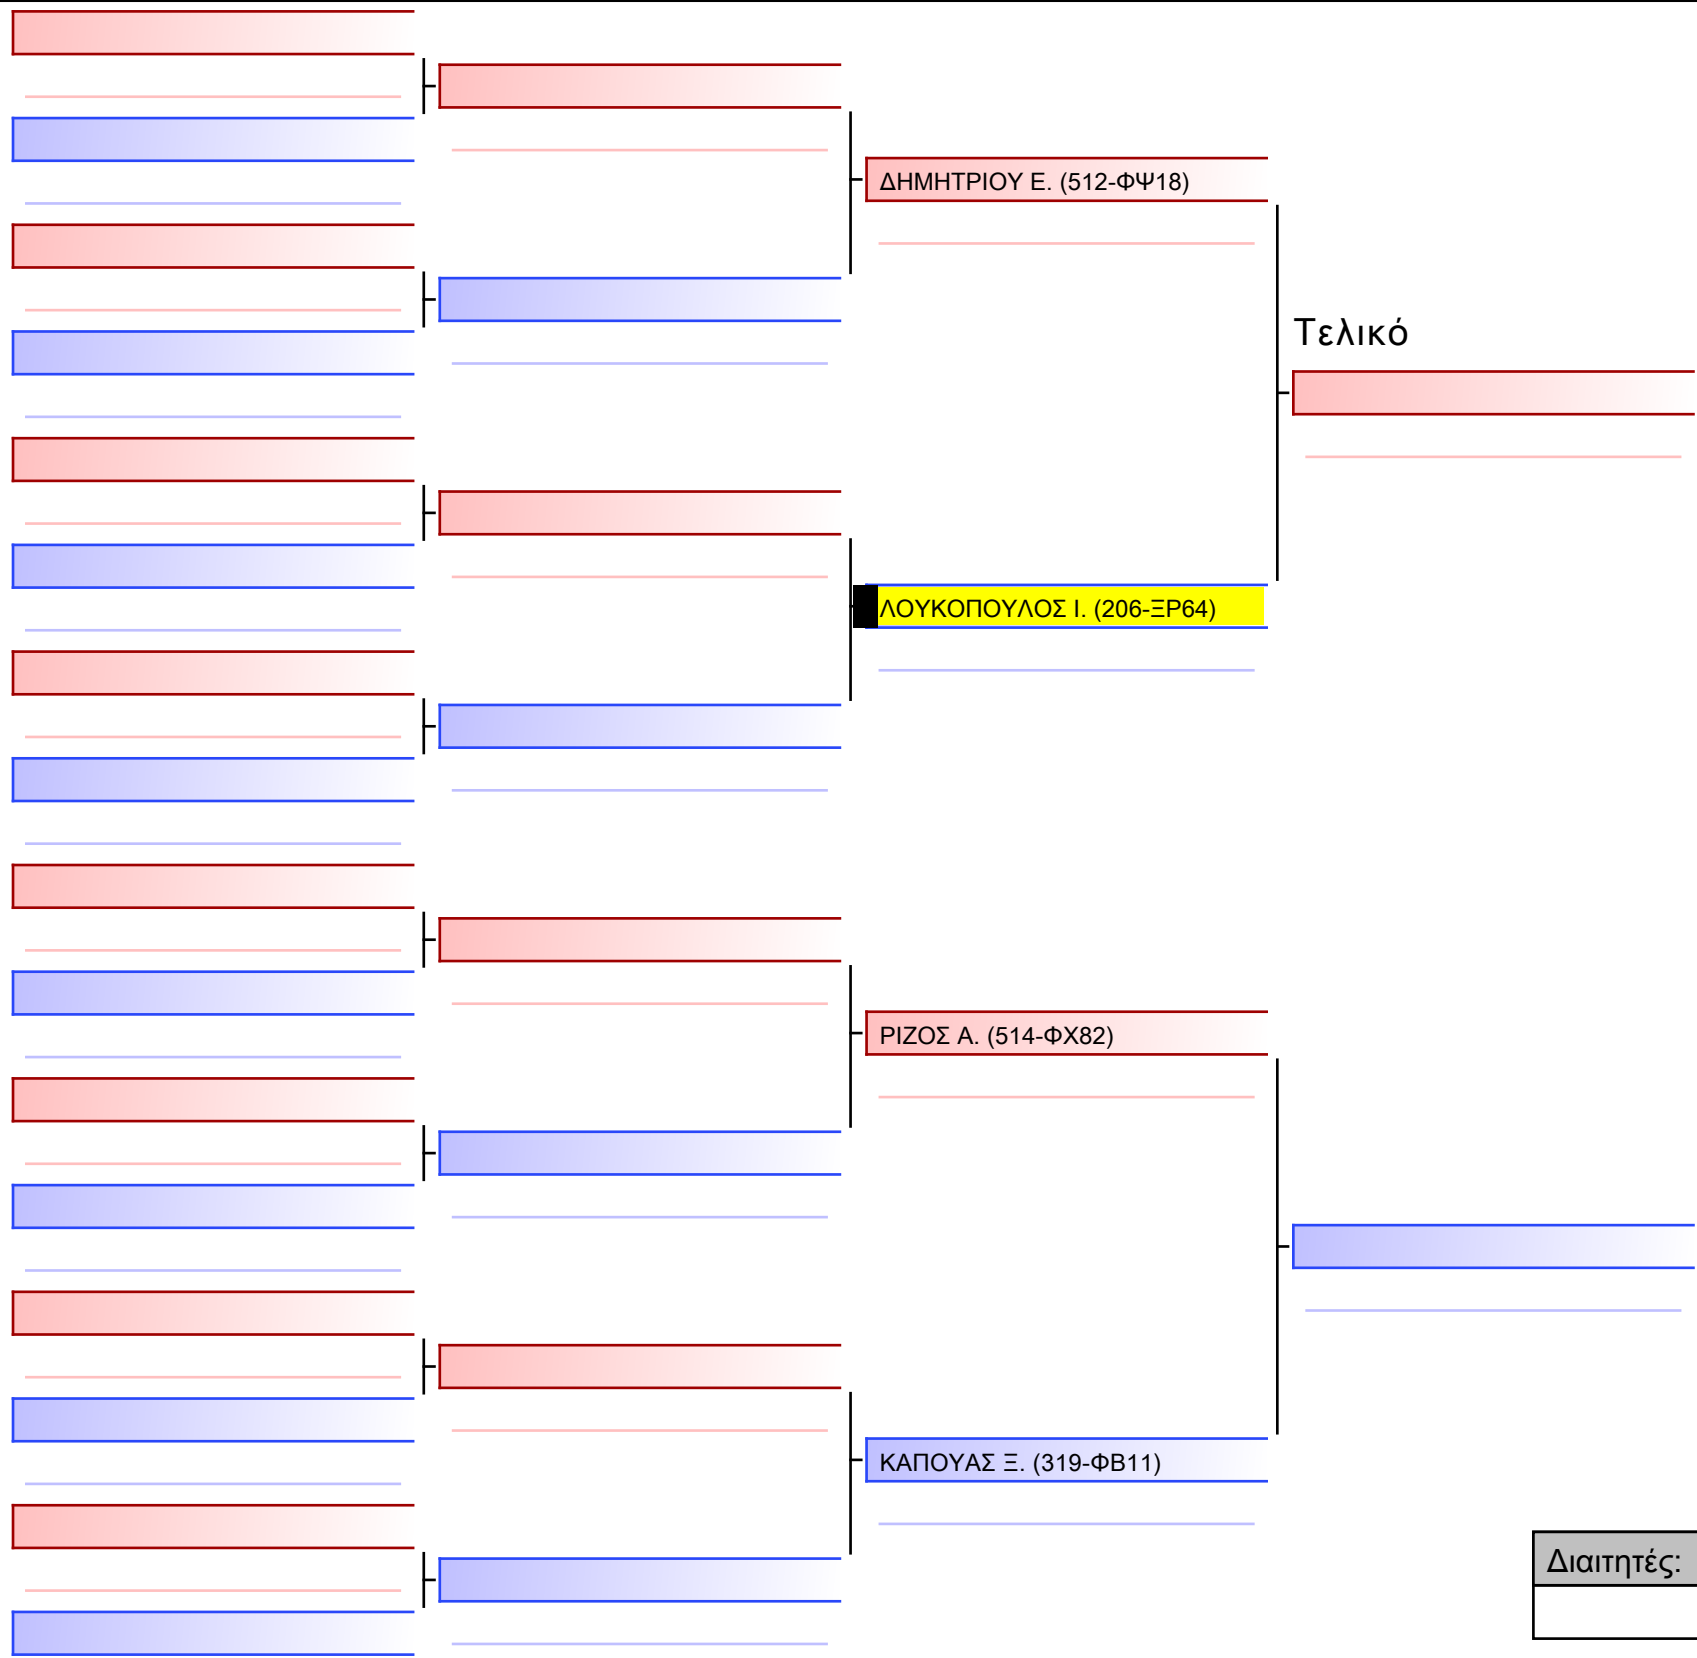 ΔΗΜΗΤΡΙΟΥ Ε. (512-ΦΨ18)
Τελικό
ΛΟΥΚΟΠΟΥΛΟΣ Ι. (206-ΞΡ64)
ΡΙΖΟΣ Α. (514-ΦΧ82)
ΚΑΠΟΥΑΣ Ξ. (319-ΦΒ11)
Διαιτητές: